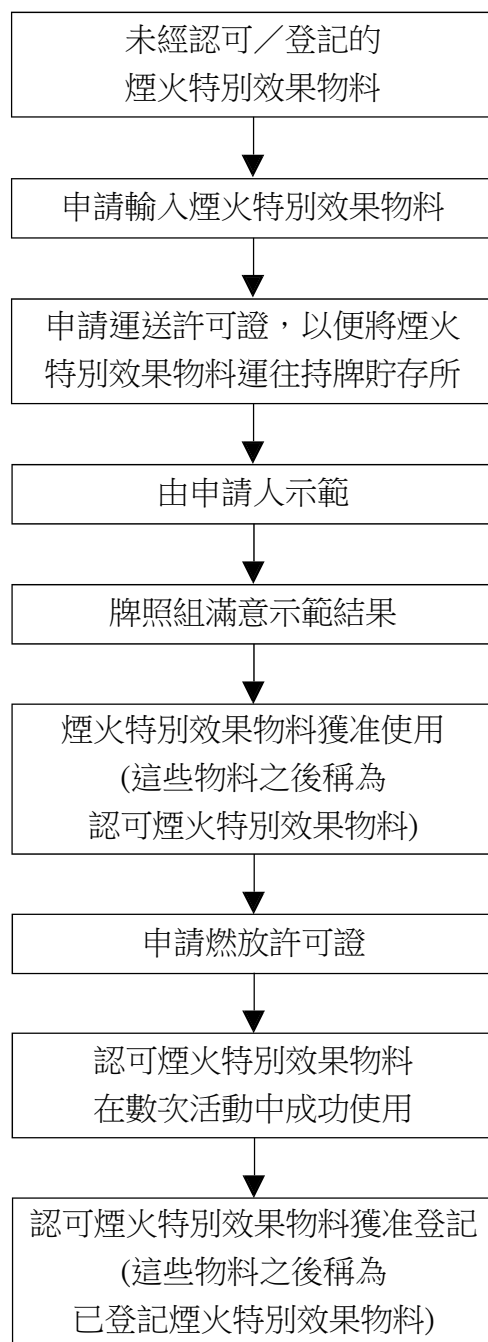 未經認可／登記的
煙火特別效果物料
申請輸入煙火特別效果物料
申請運送許可證，以便將煙火
特別效果物料運往持牌貯存所
由申請人示範
牌照組滿意示範結果
煙火特別效果物料獲准使用
(這些物料之後稱為
認可煙火特別效果物料)
申請燃放許可證
認可煙火特別效果物料
在數次活動中成功使用
認可煙火特別效果物料獲准登記
(這些物料之後稱為
已登記煙火特別效果物料)